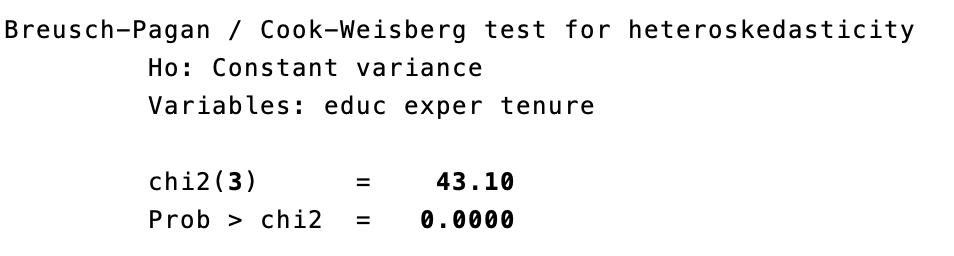 Breusch-Pagan / Cook-Weisberg test for heteroskedasticity
Ho: Constant variance
Variables: educ exper tenure
chi2(3) = 43.10
Prob > chi2 = 0.0000